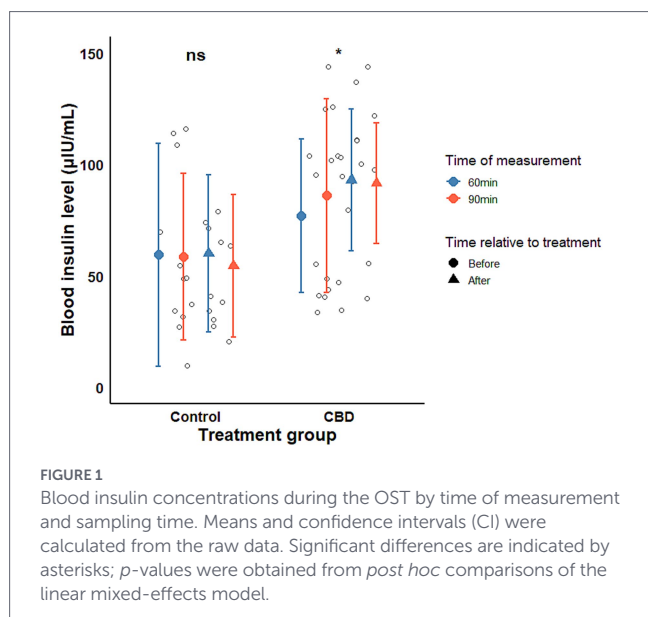 150
100
50
0
Blood insulin level (µIU/mL)
ns
*
Control
CBD
Treatment group
Time of measurement
60min
90min
Time relative to treatment
Before
After
FIGURE 1
Blood insulin concentrations during the OST by time of measurement
and sampling time. Means and confidence intervals (CI) were
calculated from the raw data. Significant differences are indicated by
asterisks; p-values were obtained from post hoc comparisons of the
linear mixed-effects model.